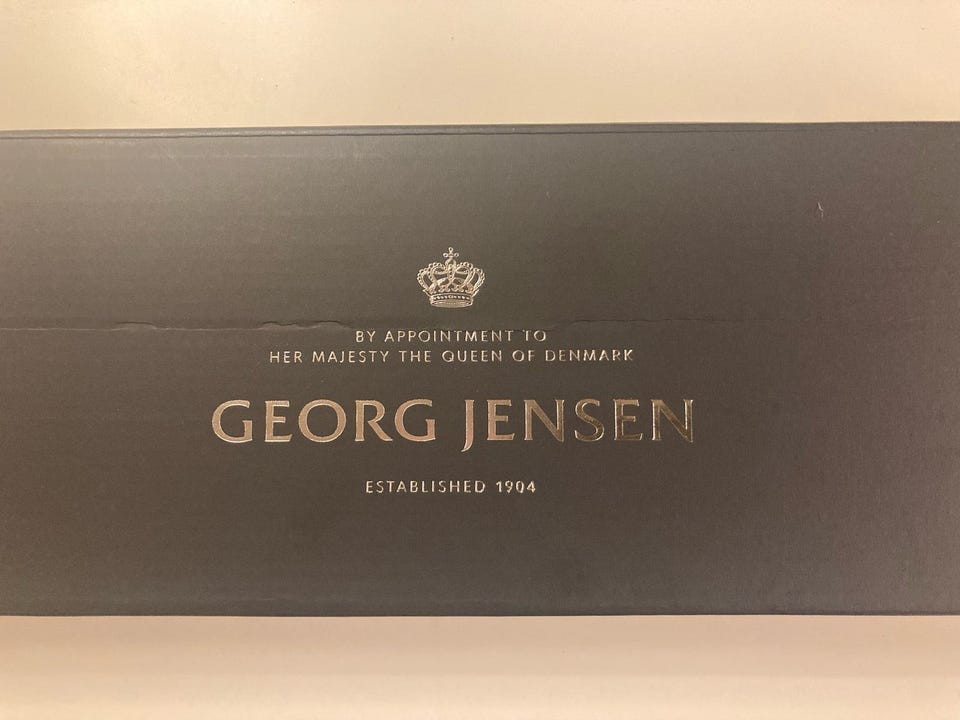 BY APPOINTMENT TO
HER MAJESTY THE QUEEN OF DENMARK
GEORG JENSEN
ESTABLISHED 1904